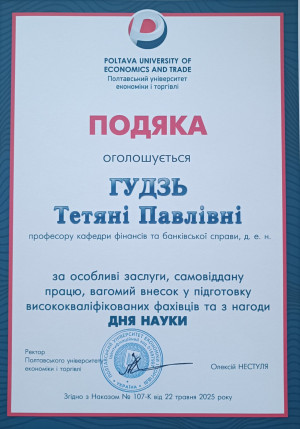 POLTAVA UNIVERSITY OF
ECONOMICS AND TRADE
Полтавський університет
економіки і торгівлі
ПОДЯКА
оголошується
ГУДЗЬ
Тетяні Павлівні
професору кафедри фінансів та банківської справи, д. е. н.
за особливі заслуги, самовіддану
працю, вагомий внесок у підготовку
висококваліфікованих фахівців та з нагоди
ДНЯ НАУКИ
Ректор
Полтавського університету
економіки і торгівлі
Олексій НЕСТУЛЯ
Згідно з Наказом № 107-К від 22 травня 2025 року